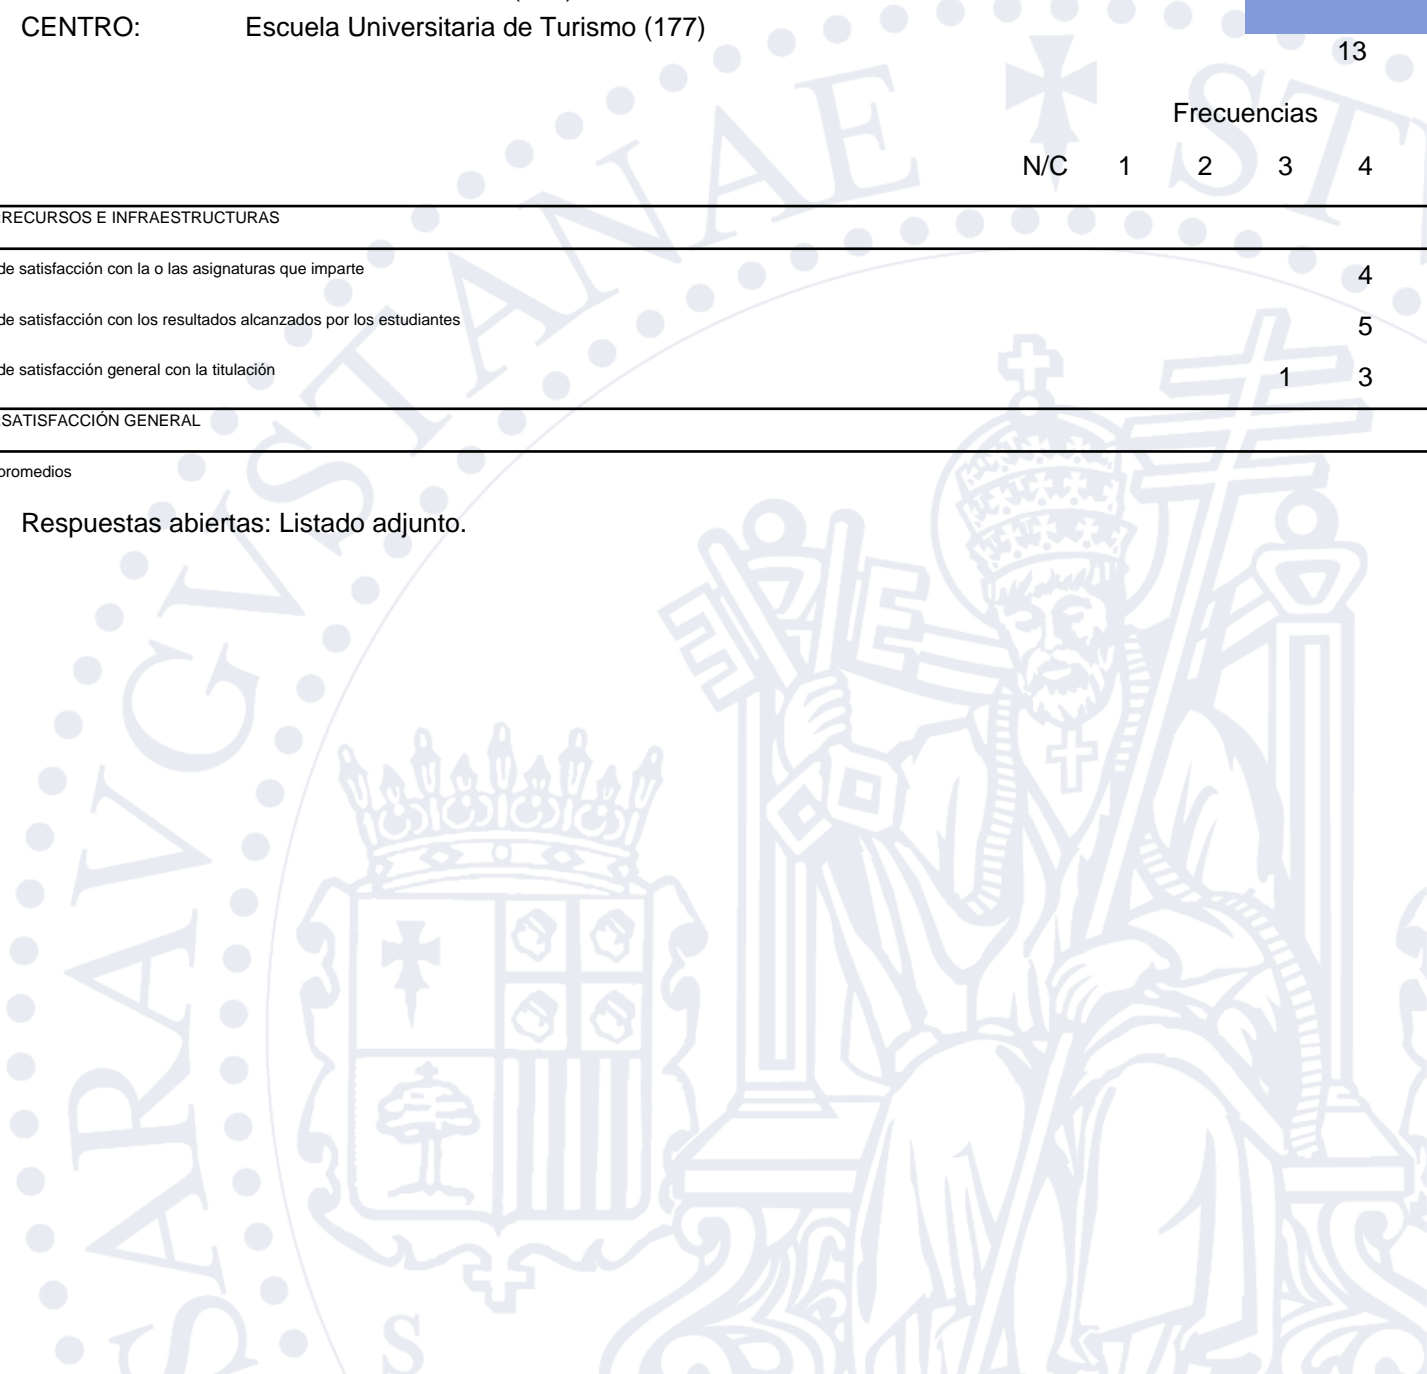 CENTRO: Escuela Universitaria de Turismo (177)
13
Frecuencias
N/C 1 2 3 4
RECURSOS E INFRAESTRUCTURAS
de satisfacción con la o las asignaturas que imparte 4
de satisfacción con los resultados alcanzados por los estudiantes 5
de satisfacción general con la titulación 1 3
SATISFACCIÓN GENERAL
promedios
Respuestas abiertas: Listado adjunto.